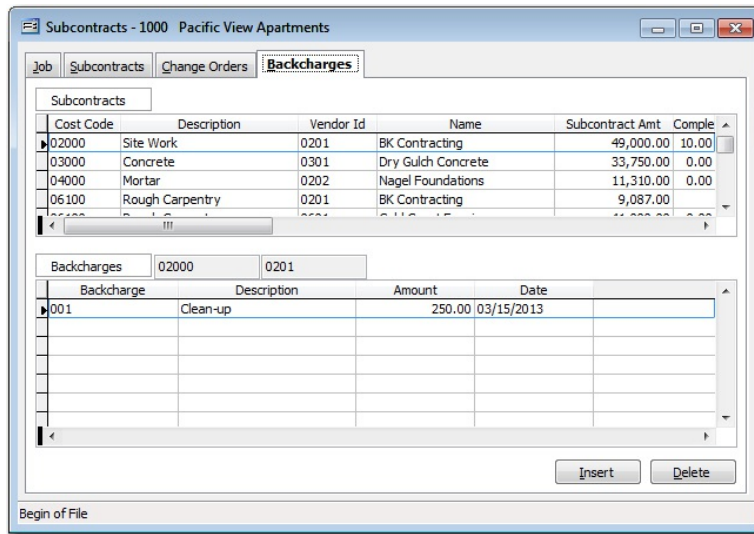 Subcontracts - 1000 Pacific View Apartments
Job Subcontracts Change Orders Backcharges
Subcontracts
Cost Code Description Vendor Id Name Subcontract Amt Comple
02000 Site Work 0201 BK Contracting 49,000.00 10.00
03000 Concrete 0301 Dry Gulch Concrete 33,750.00 0.00
04000 Mortar 0202 Nagel Foundations 11,310.00 0.00
06100 Rough Carpentry 0201 BK Contracting 9,087.00
Backcharges 02000 0201
Backcharge Description Amount Date
001 Clean-up 250.00 03/15/2013
Insert Delete
Begin of File